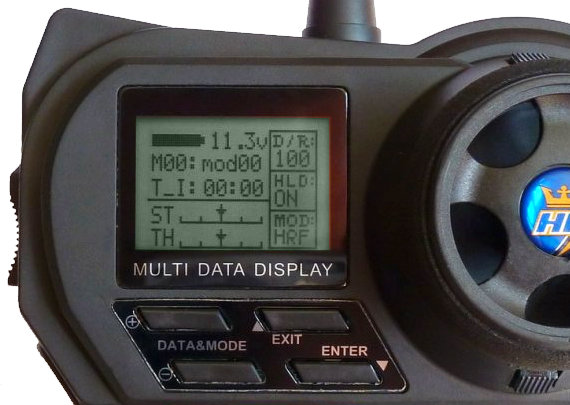 11.3v
M00: mod00
T_I: 00:00
ST
TH
D/R:
100
HLD:
ON
MOD:
HRF
MULTI DATA DISPLAY
DATA&MODE
EXIT
ENTER